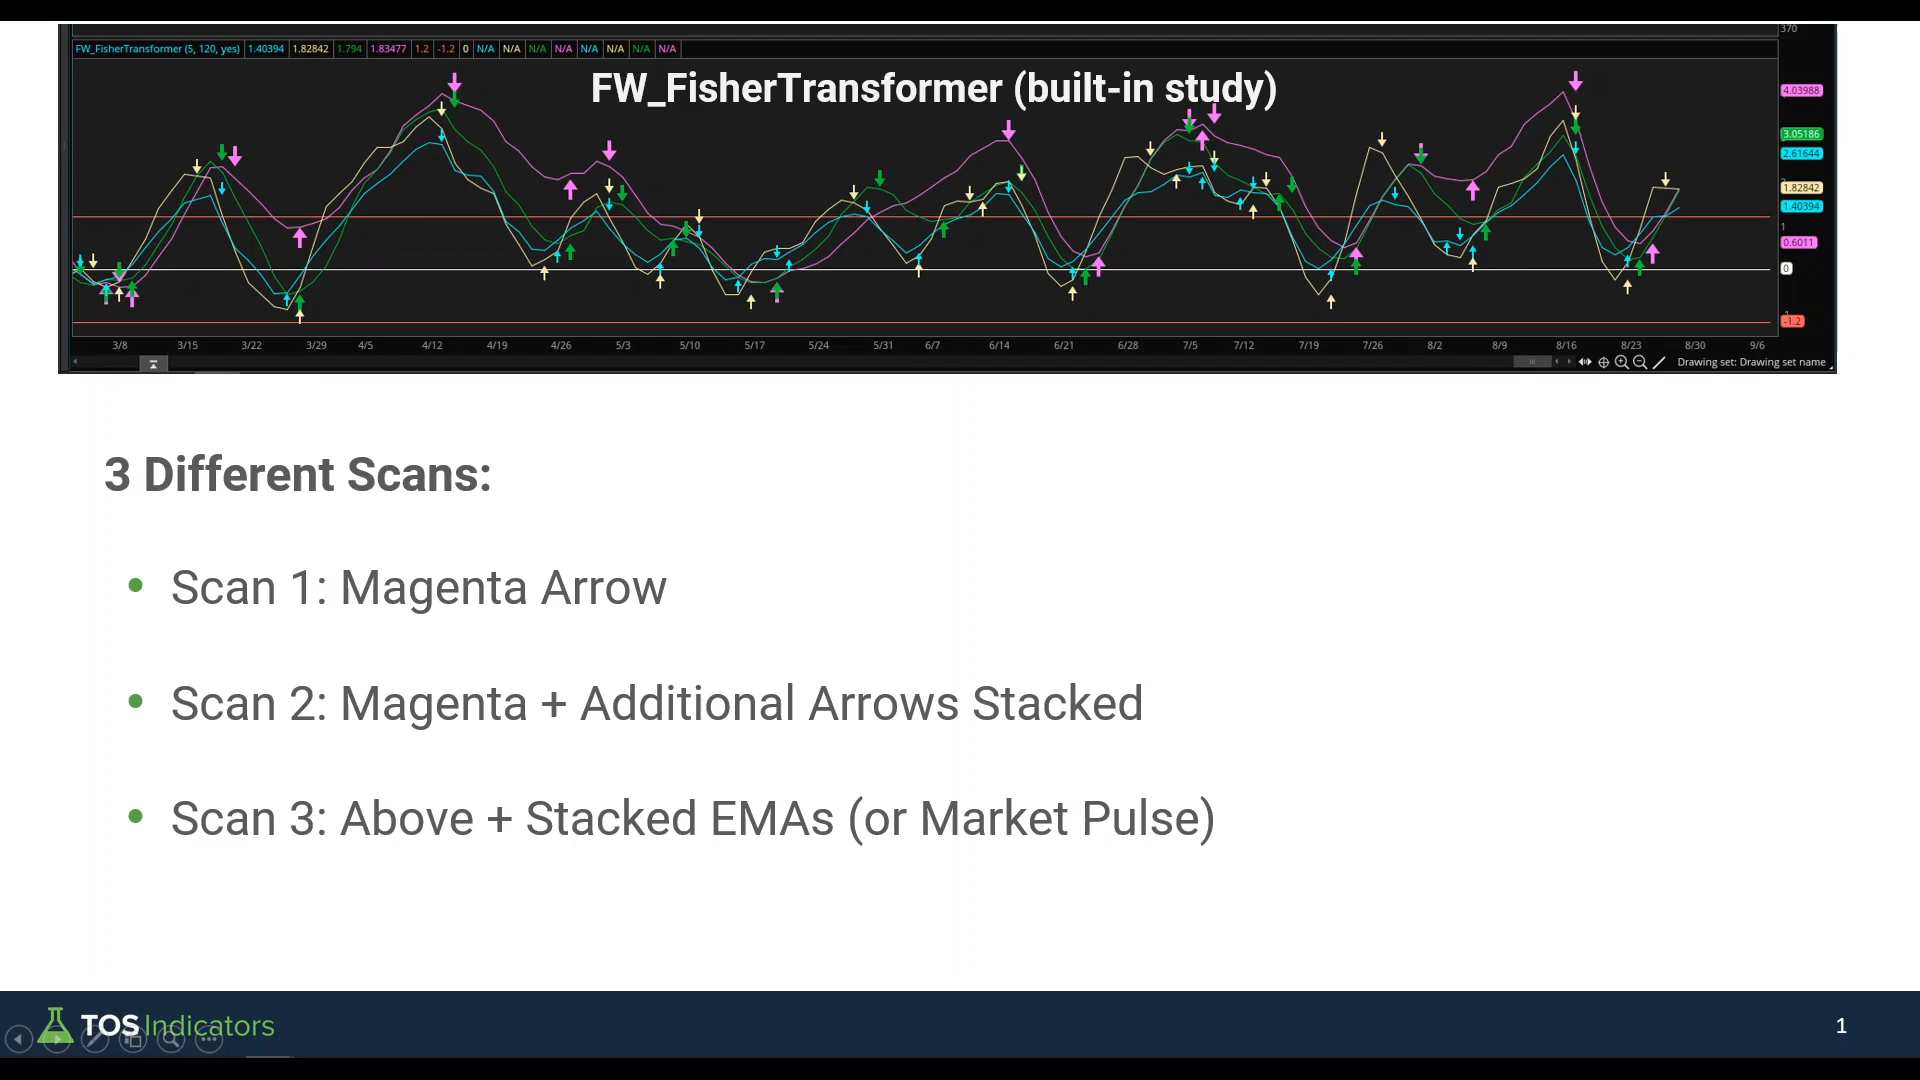 370
FW_FisherTransformer (5, 120, yes) 1.40394 1.82842 1.794 1.83477 1.2 -1.2 0 N/A N/A N/A N/A N/A N/A N/A N/A
FW_FisherTransformer (built-in study)
4.03988
3.05186
2.61644
1.82842
1.40394
1
0.6011
0
-1.2
3/8 3/15 3/22 3/29 4/5 4/12 4/19 4/26 5/3 5/10 5/17 5/24 5/31 6/7 6/14 6/21 6/28 7/5 7/12 7/19 7/26 8/2 8/9 8/16 8/23 8/30 9/6
Drawing set: Drawing set name
3 Different Scans:
• Scan 1: Magenta Arrow
• Scan 2: Magenta + Additional Arrows Stacked
• Scan 3: Above + Stacked EMAs (or Market Pulse)
TOS Indicators
1